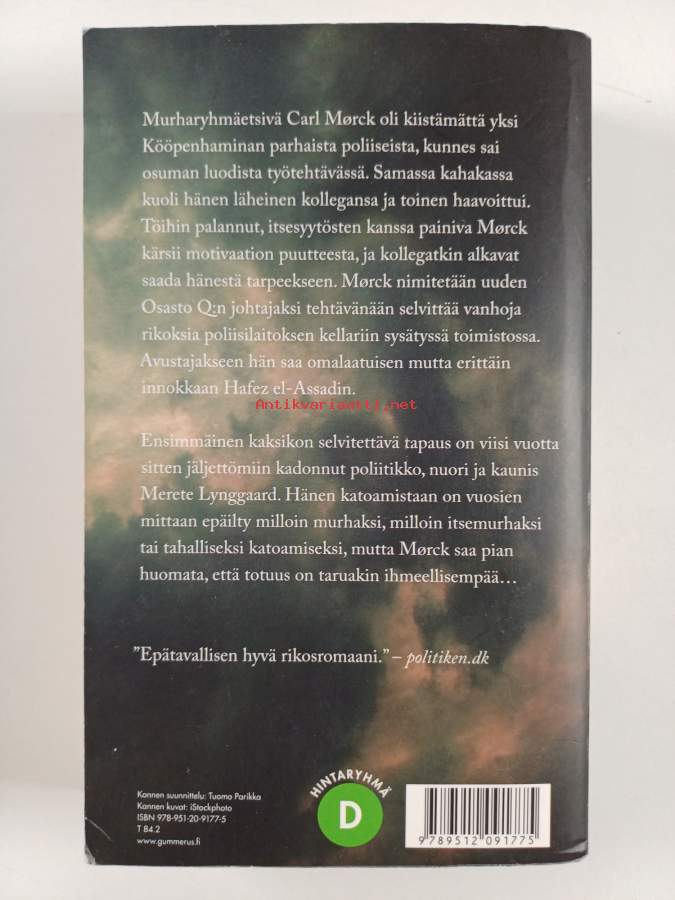 Murharyhmäetsivä Carl Mørck oli kiistämättä yksi
Kööpenhaminan parhaista poliiseista, kunnes sai
osuman luodista työtehtävässä. Samassa kahakassa
kuoli hänen läheinen kollegansa ja toinen haavoittui.
Töihin palannut, itsesyytösten kanssa painiva Mørck
kärsii motivaation puutteesta, ja kollegatkin alkavat
saada hänestä tarpeekseen. Mørck nimitetään uuden
Osasto Q:n johtajaksi tehtävänään selvittää vanhoja
rikoksia poliisilaitoksen kellariin sysätyssä toimistossa.
Avustajakseen hän saa omalaatuisen mutta erittäin
innokkaan Hafez el-Assadin.
Antikvariaatti.net
Ensimmäinen kaksikon selvitettävä tapaus on viisi vuotta
sitten jäljettömiin kadonnut poliitikko, nuori ja kaunis
Merete Lynggaard. Hänen katoamistaan on vuosien
mittaan epäilty milloin murhaksi, milloin itsemurhaksi
tai tahalliseksi katoamiseksi, mutta Mørck saa pian
huomata, että totuus on taruakin ihmeellisempää…
”Epätavallisen hyvä rikosromaani.” – politiken.dk
Kannen suunnittelu: Tuomo Parikka
Kannen kuvat: iStockphoto
ISBN 978-951-20-9177-5
T 84.2
www.gummerus.fi
HINTARYHMÄ
D
9789512091775